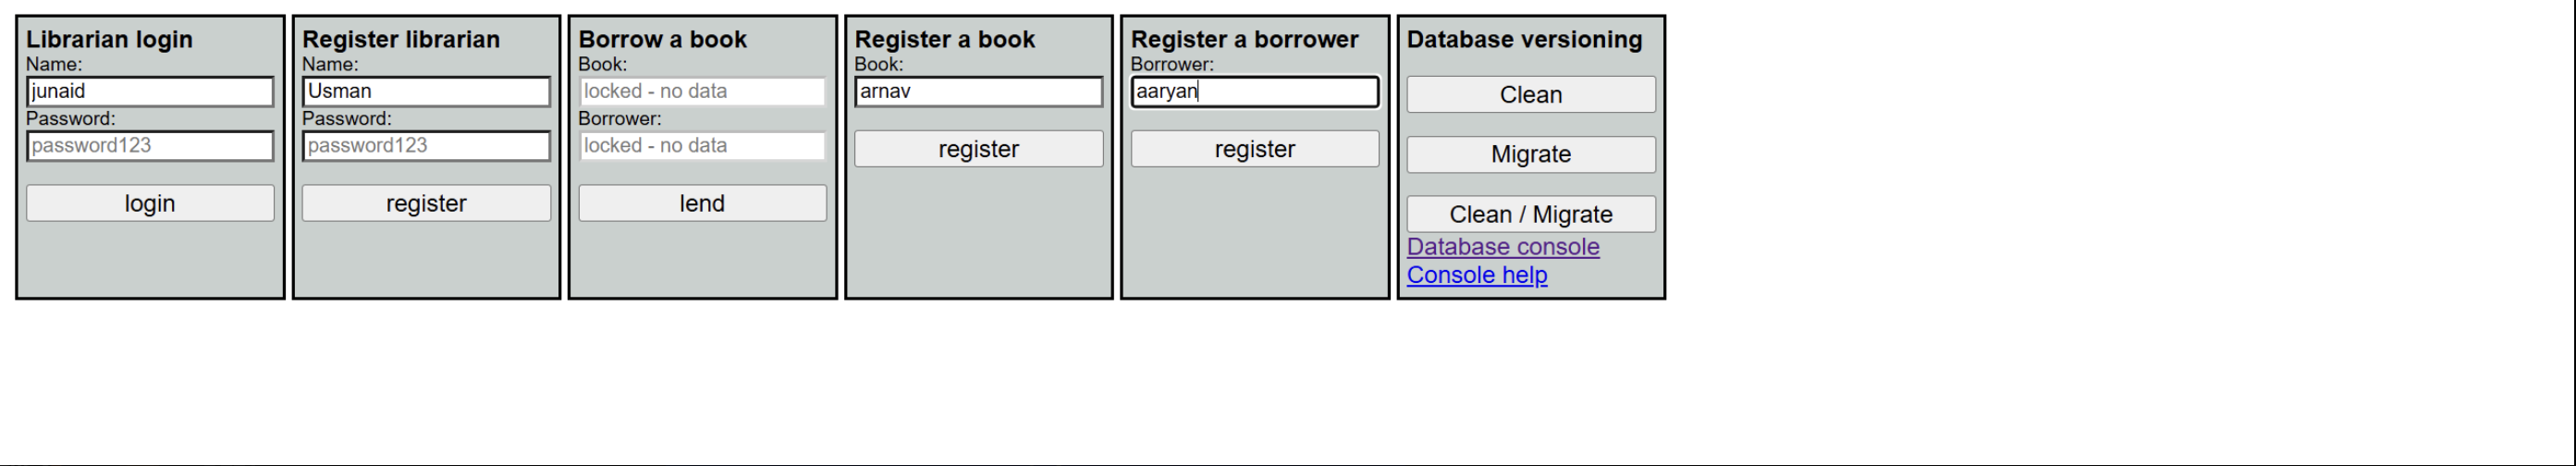 Librarian login
Name:
junaid
Password:
password123
login
Register librarian
Name:
Usman
Password:
password123
register
Borrow a book
Book:
locked - no data
Borrower:
locked - no data
lend
Register a book
Book:
arnav
register
Register a borrower
Borrower:
aaryan
register
Database versioning
Clean
Migrate
Clean / Migrate
Database console
Console help